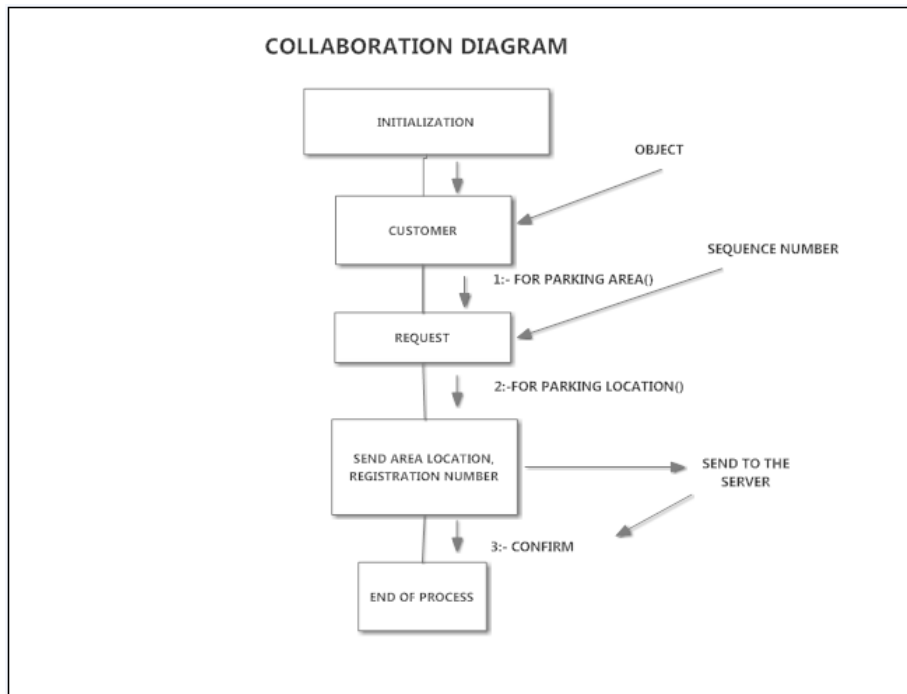 COLLABORATION DIAGRAM
INITIALIZATION
OBJECT
CUSTOMER
SEQUENCE NUMBER
1:- FOR PARKING AREA()
REQUEST
2:-FOR PARKING LOCATION()
SEND AREA LOCATION,
REGISTRATION NUMBER
SEND TO THE
SERVER
3:- CONFIRM
END OF PROCESS